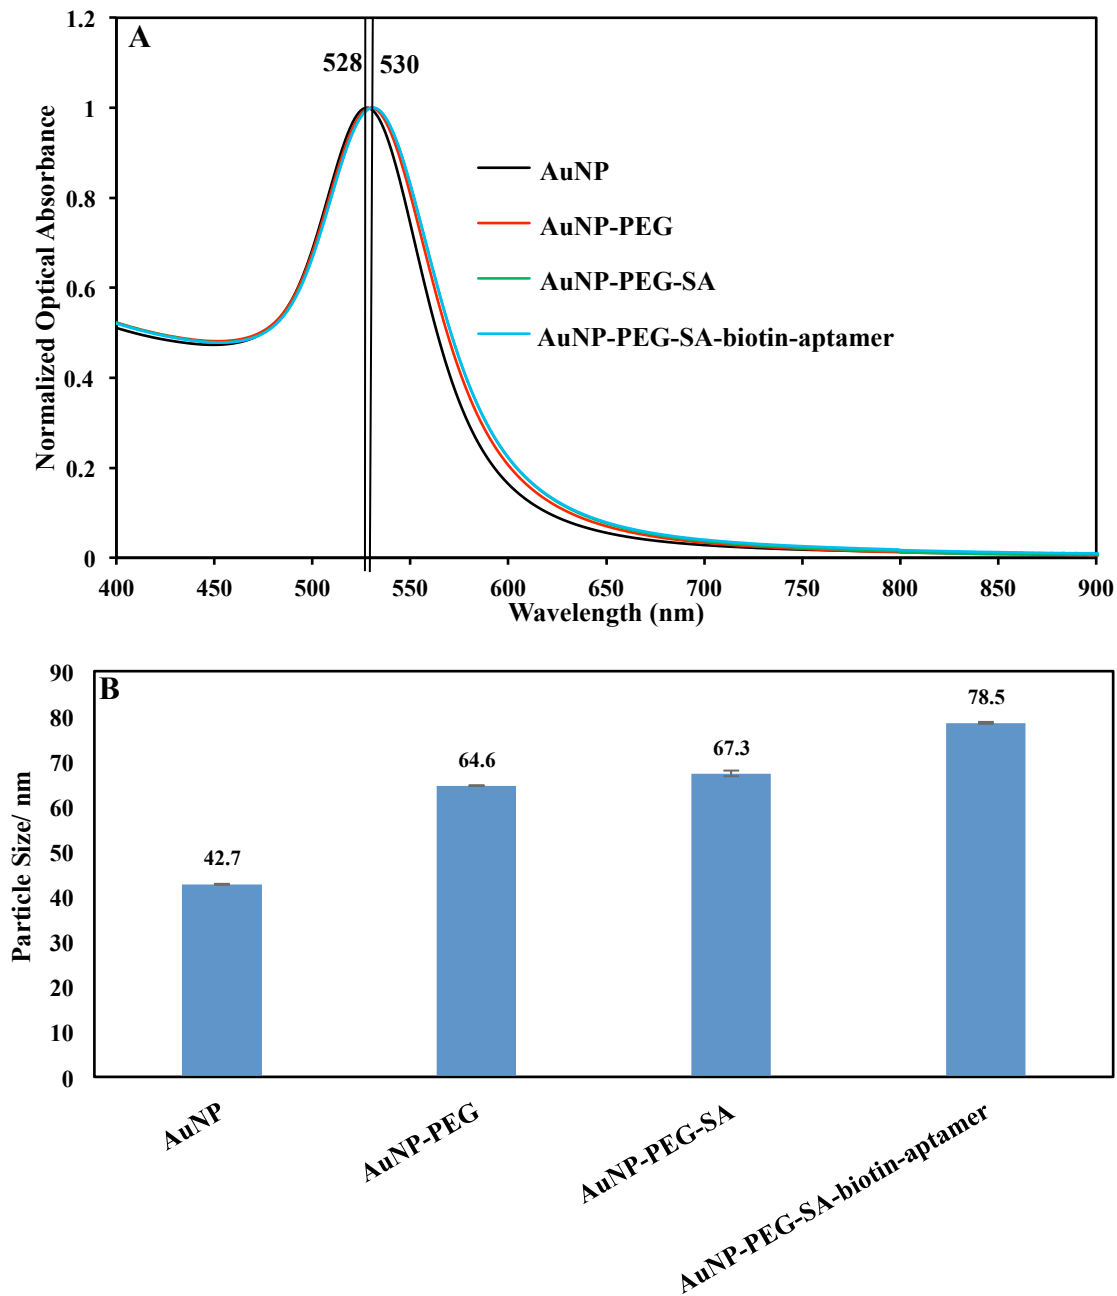 A
528 530
1.2
1
0.8
0.6
0.4
0.2
0
Normalized Optical Absorbance
AuNP
AuNP-PEG
AuNP-PEG-SA
AuNP-PEG-SA-biotin-aptamer
400 450 500 550 600 650 700 750 800 850 900
Wavelength (nm)
B
90
80
70
60
50
40
30
20
10
0
Particle Size/ nm
42.7
64.6
67.3
78.5
AuNP
AuNP-PEG
AuNP-PEG-SA
AuNP-PEG-SA-biotin-aptamer